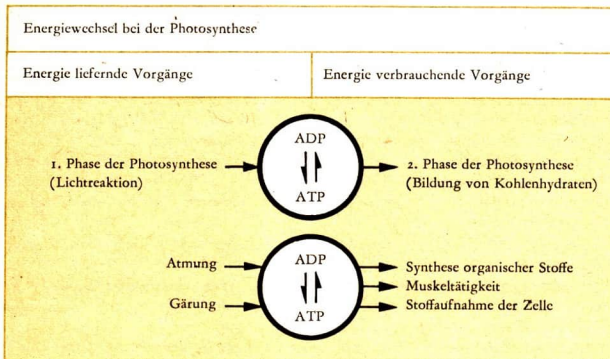 Energiewechsel bei der Photosynthese
Energie liefernde Vorgänge
Energie verbrauchende Vorgänge
ADP
1. Phase der Photosynthese
(Lichtreaktion)
2. Phase der Photosynthese
(Bildung von Kohlenhydraten)
ATP
Atmung
ADP
Synthese organischer Stoffe
Muskeltätigkeit
Gärung
Stoffaufnahme der Zelle
ATP